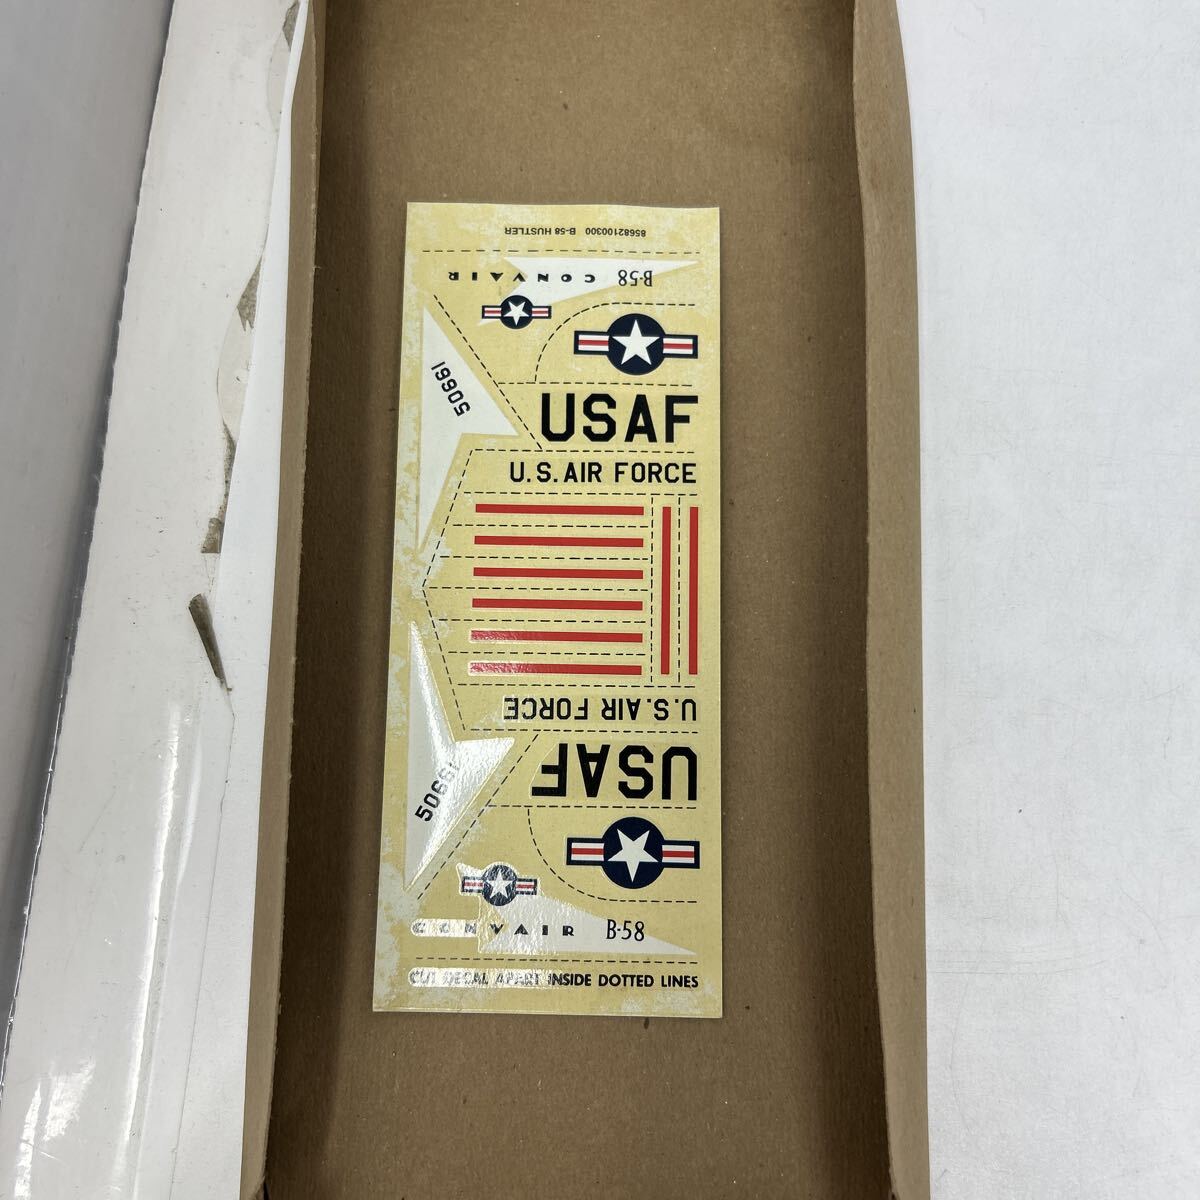 85682100300 B-58 HUSTLER
B-58 CONVAIR
50661
USAF
U.S. AIR FORCE
U.S. AIR FORCE
USAF
50661
CONVAIR B-58
CUT DECAL APART INSIDE DOTTED LINES